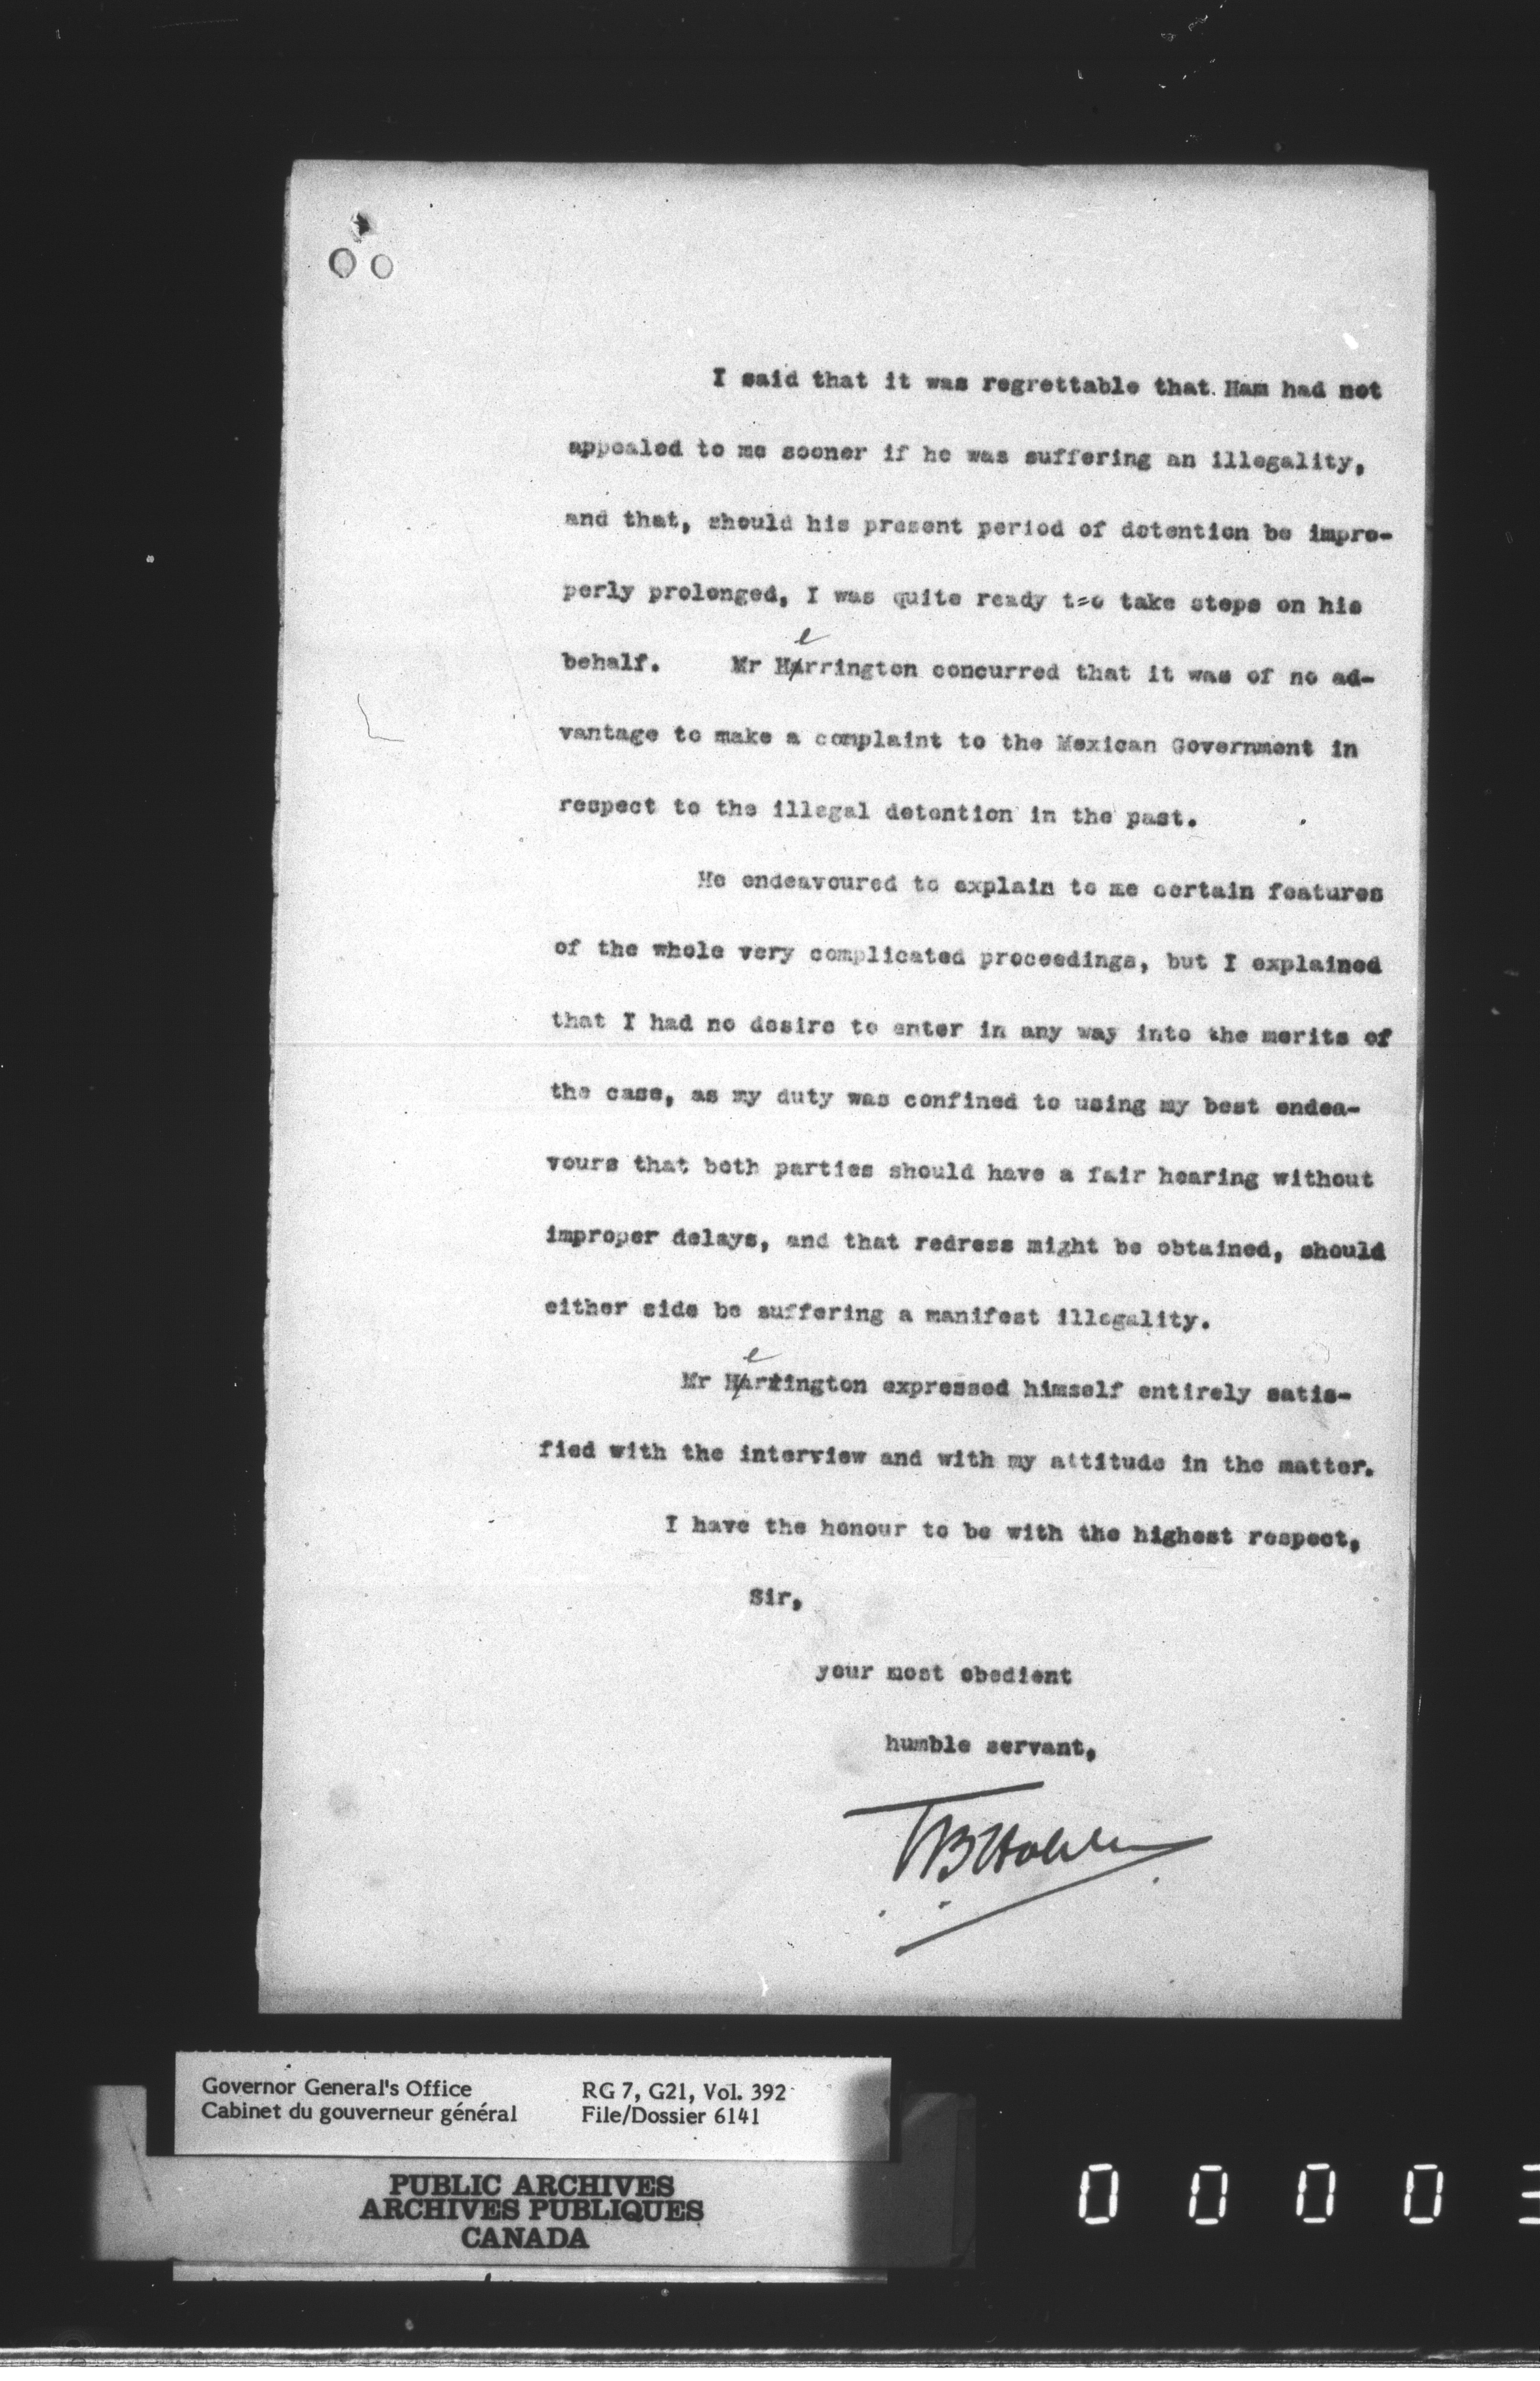 I said that it was regrettable that Ham had not
appealed to me sooner if he was suffering an illegality,
and that, should his present period of detention be impro-
perly prolonged, I was quite ready t=o take steps on his
behalf. Mr Herrington concurred that it was of no ad-
vantage to make a complaint to the Mexican Government in
respect to the illegal detention in the past.
He endeavoured to explain to me certain features
of the whole very complicated proceedings, but I explained
that I had no desire to enter in any way into the merits of
the case, as my duty was confined to using my best endea-
vours that both parties should have a fair hearing without
improper delays, and that redress might be obtained, should
either side be suffering a manifest illegality.
Mr Herrington expressed himself entirely satis-
fied with the interview and with my attitude in the matter.
I have the honour to be with the highest respect,
Sir,
your most obedient
humble servant,
TB Hohler
Governor General's Office RG 7, G21, Vol. 392
Cabinet du gouverneur général File/Dossier 6141
PUBLIC ARCHIVES
ARCHIVES PUBLIQUES
CANADA
0 0 0 0